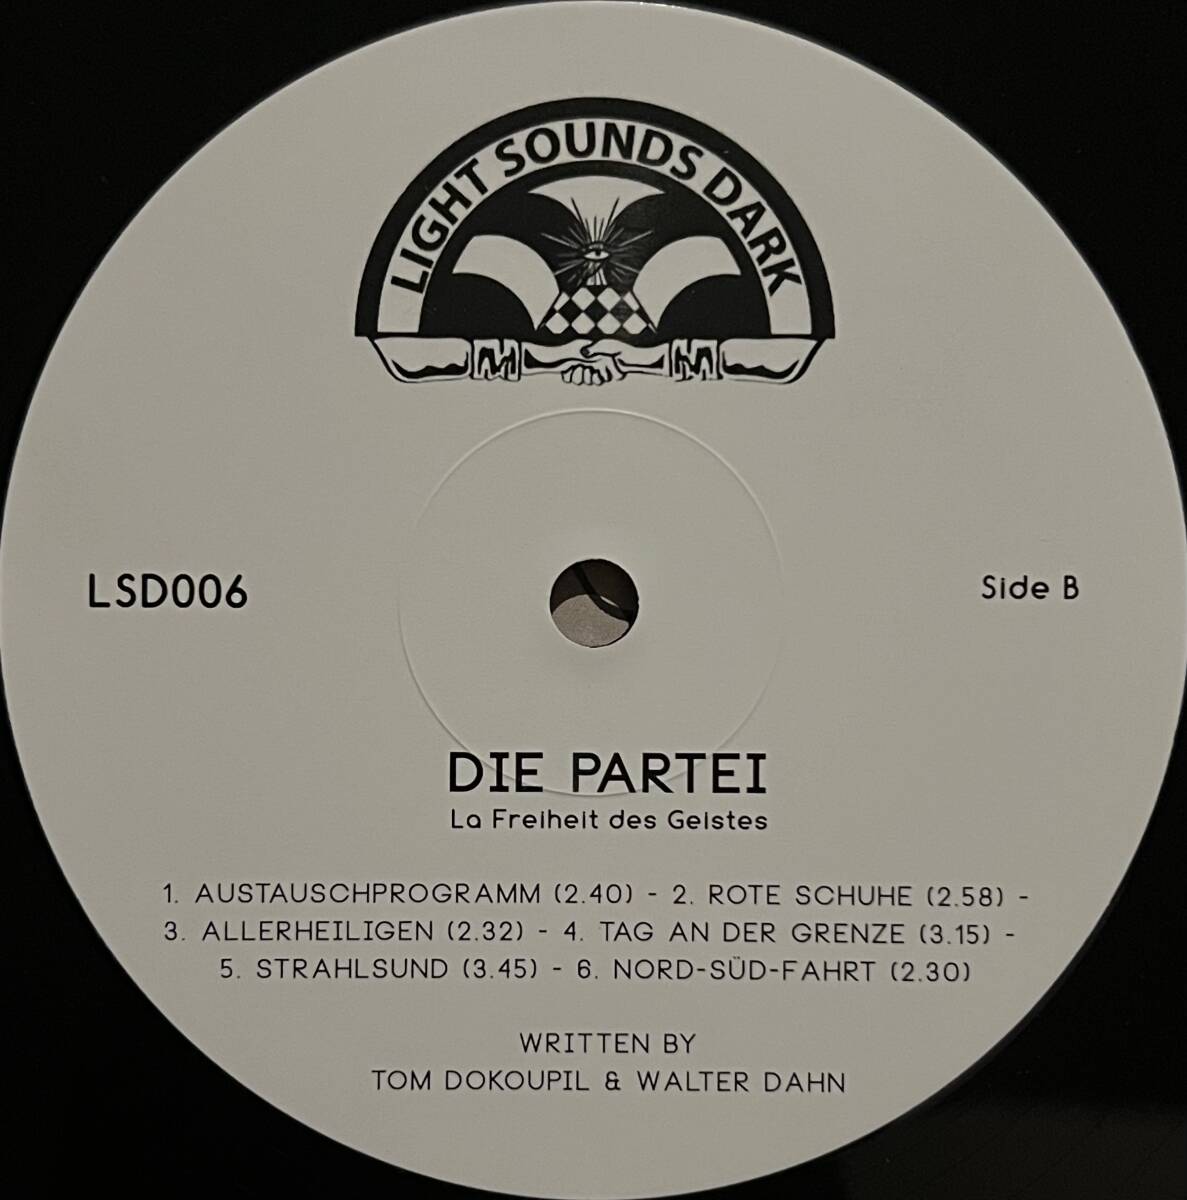 LIGHT SOUNDS DARK
LSD006
Side B
DIE PARTEI
La Freiheit des Geistes
1. AUSTAUSCHPROGRAMM (2.40) - 2. ROTE SCHUHE (2.58) -
3. ALLERHEILIGEN (2.32) - 4. TAG AN DER GRENZE (3.15) -
5. STRAHLSUND (3.45) - 6. NORD-SÜD-FAHRT (2.30)
WRITTEN BY
TOM DOKOUPIL & WALTER DAHN